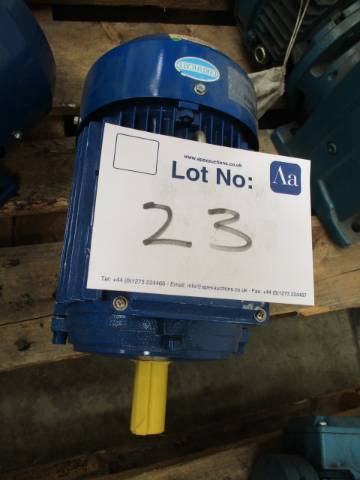 www.apexauctions.co.uk
Lot No:
Aa
23
Tel: +44 (0)1273 224466 - Email: info@apexauctions.co.uk - Fax: +44 (0)1273 224467